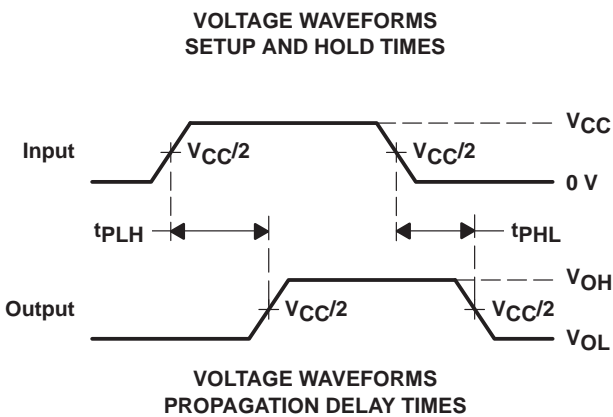 VOLTAGE WAVEFORMS
SETUP AND HOLD TIMES
VCC
Input
VCC/2
VCC/2
0 V
tPLH
tPHL
VOH
Output
VCC/2
VCC/2
VOL
VOLTAGE WAVEFORMS
PROPAGATION DELAY TIMES